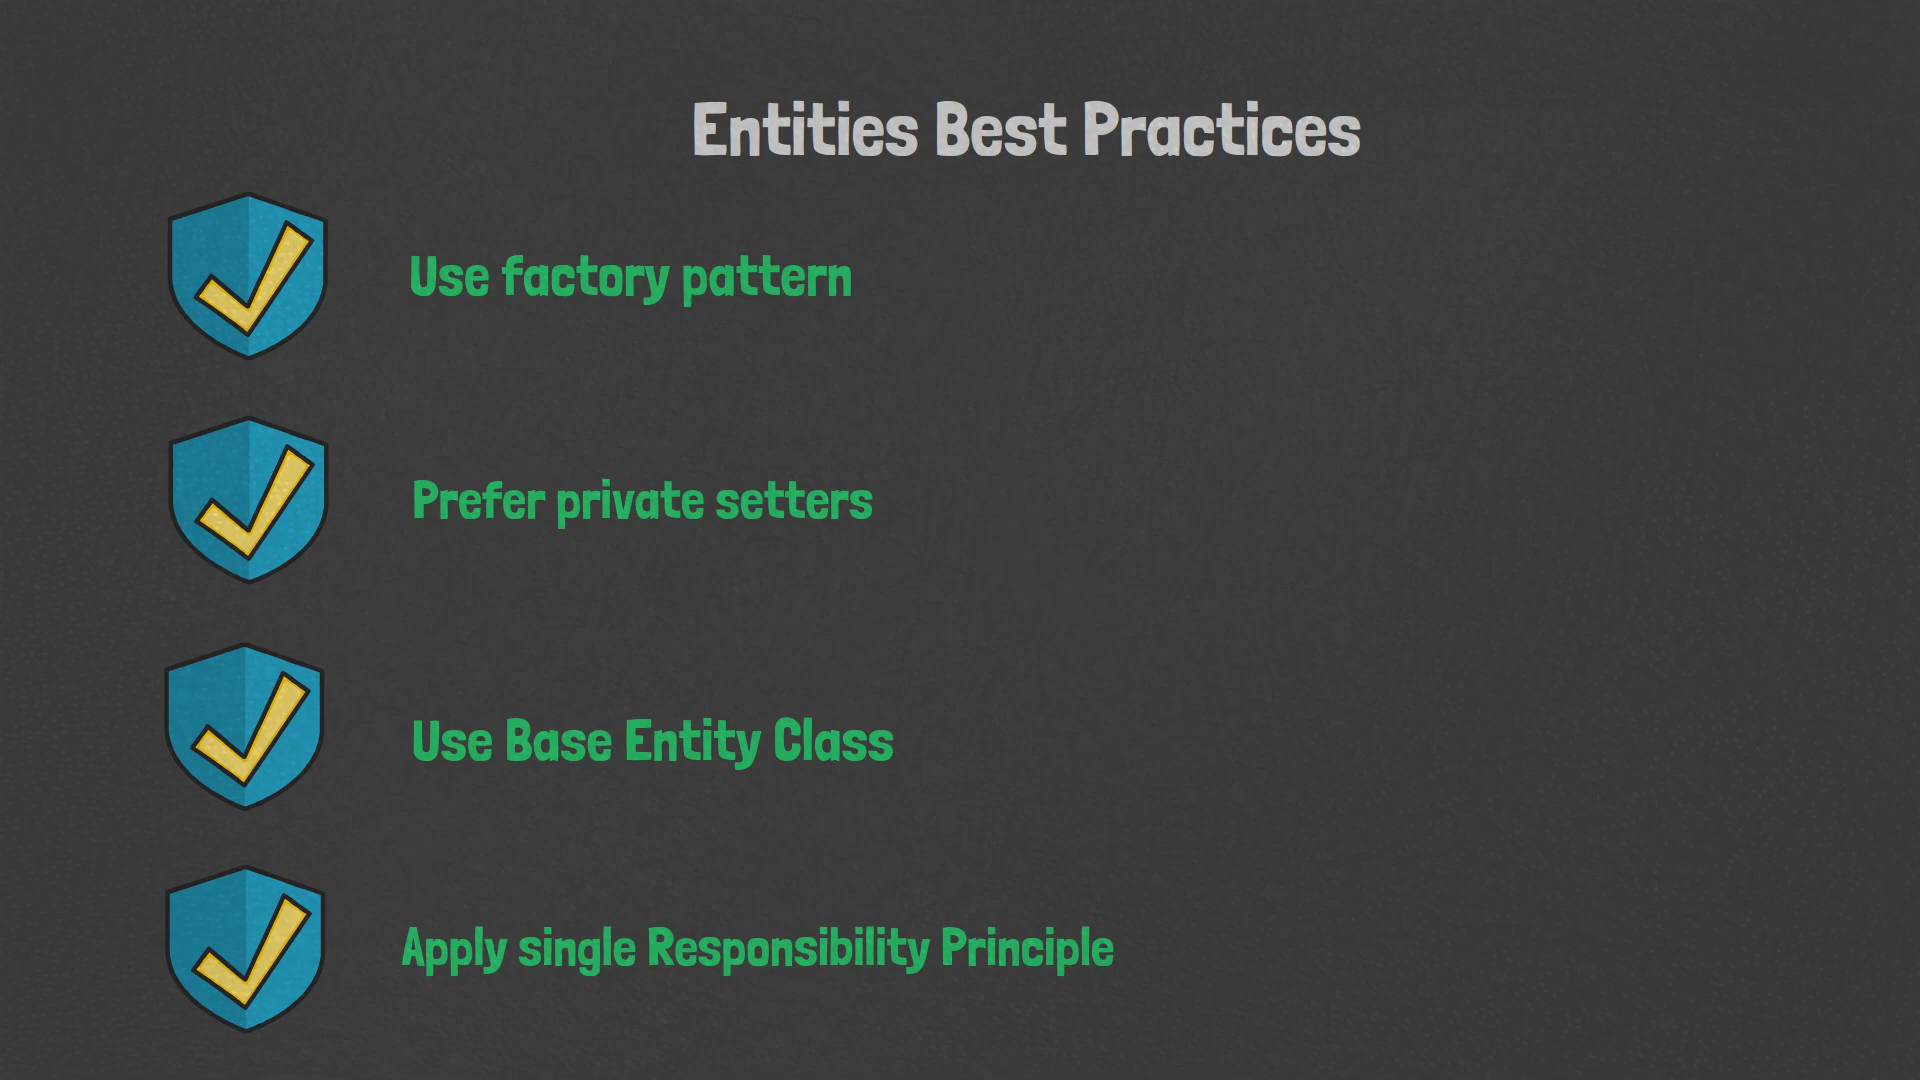 Entities Best Practices
Use factory pattern
Prefer private setters
Use Base Entity Class
Apply single Responsibility Principle